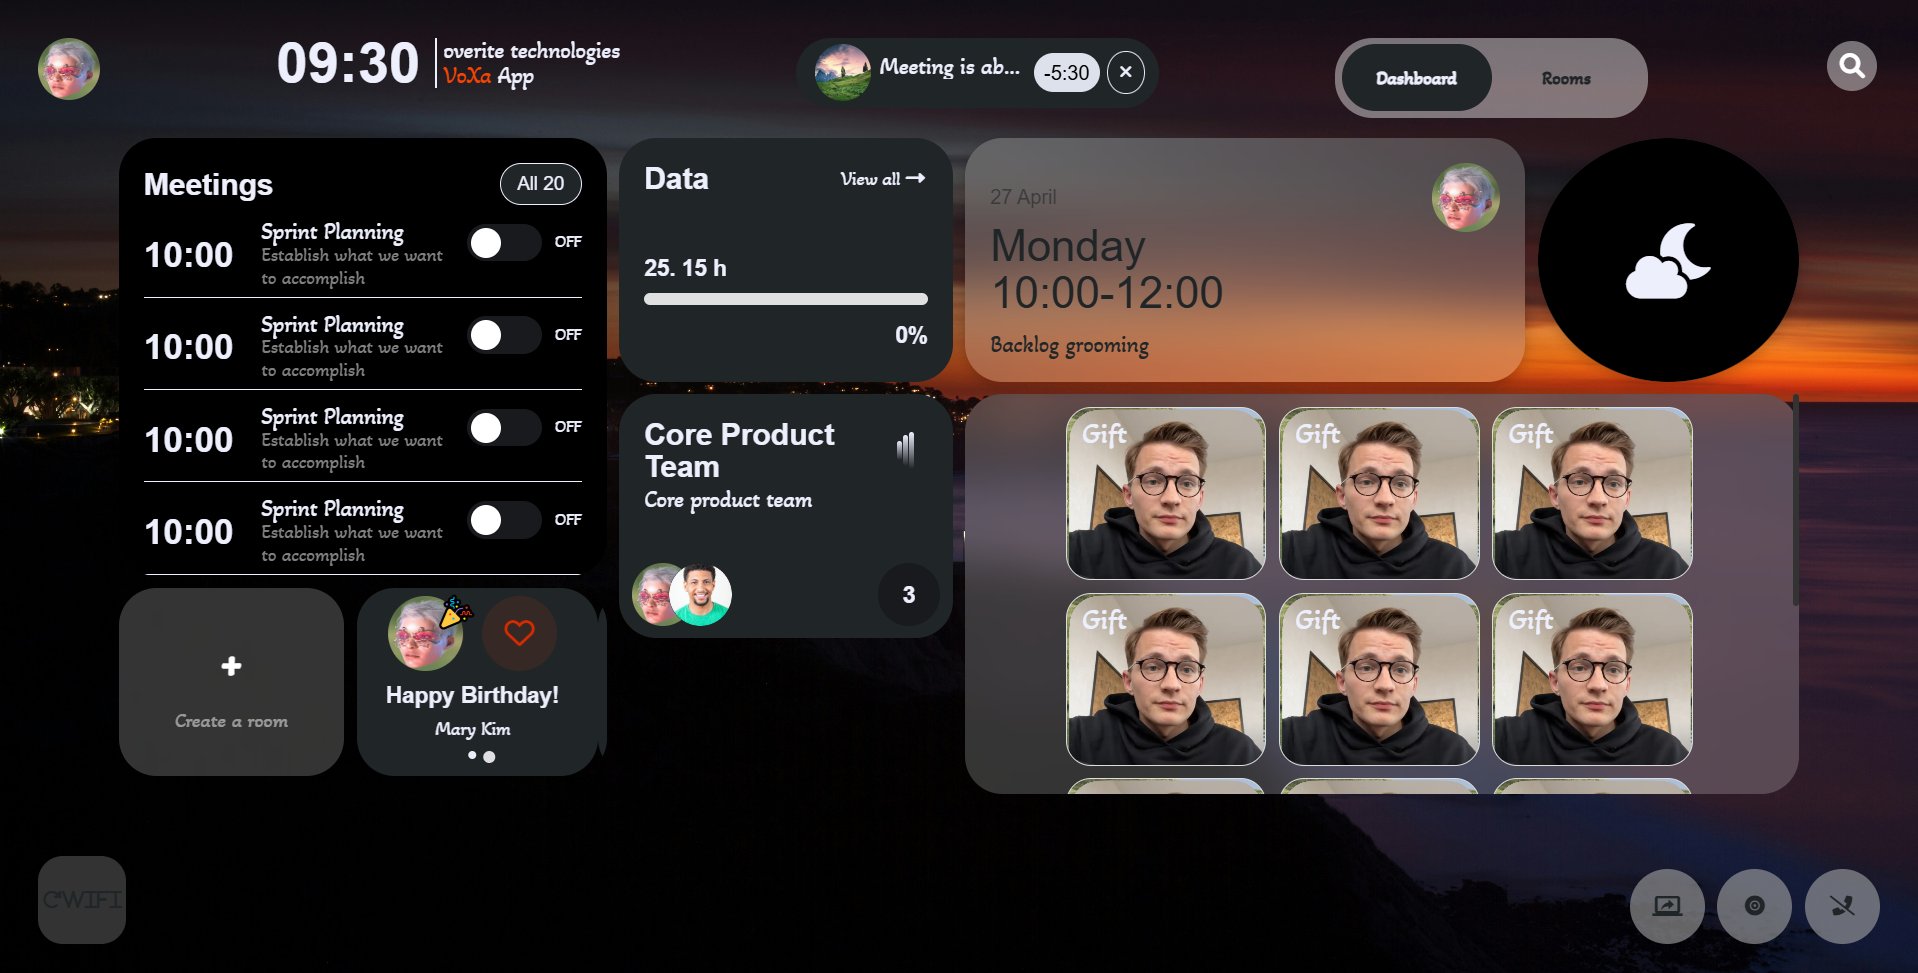 09:30
overite technologies
VoXa App
Meeting is ab...
-5:30
Dashboard
Rooms
Meetings
All 20
10:00
Sprint Planning
Establish what we want
to accomplish
OFF
10:00
Sprint Planning
Establish what we want
to accomplish
OFF
10:00
Sprint Planning
Establish what we want
to accomplish
OFF
10:00
Sprint Planning
Establish what we want
to accomplish
OFF
Create a room
Happy Birthday!
Mary Kim
Data
View all
25. 15 h
0%
Core Product
Team
Core product team
3
27 April
Monday
10:00-12:00
Backlog grooming
Gift
Gift
Gift
Gift
Gift
Gift
CWIFI